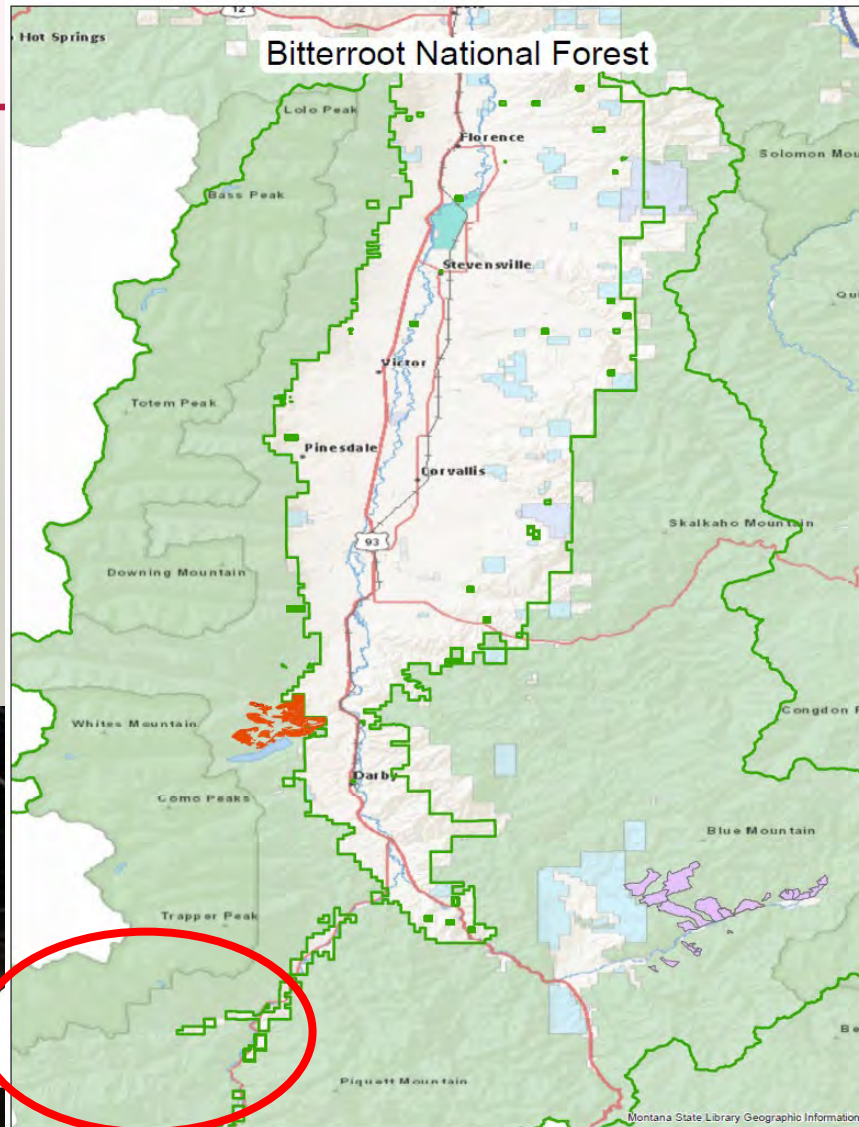 12
Hot Springs
Bitterroot National Forest
Lolo Peak
Florence
Solomon Mou
Bass Peak
Stevensville
Qui
Victor
Totem Peak
Pinesdale
Corvallis
93
Skalkaho Mountain
Downing Mountain
Whites Mountain
Congdon P
Darby
Como Peaks
Blue Mountain
Trapper Peak
Be
Piquett Mountain
Montana State Library Geographic Information